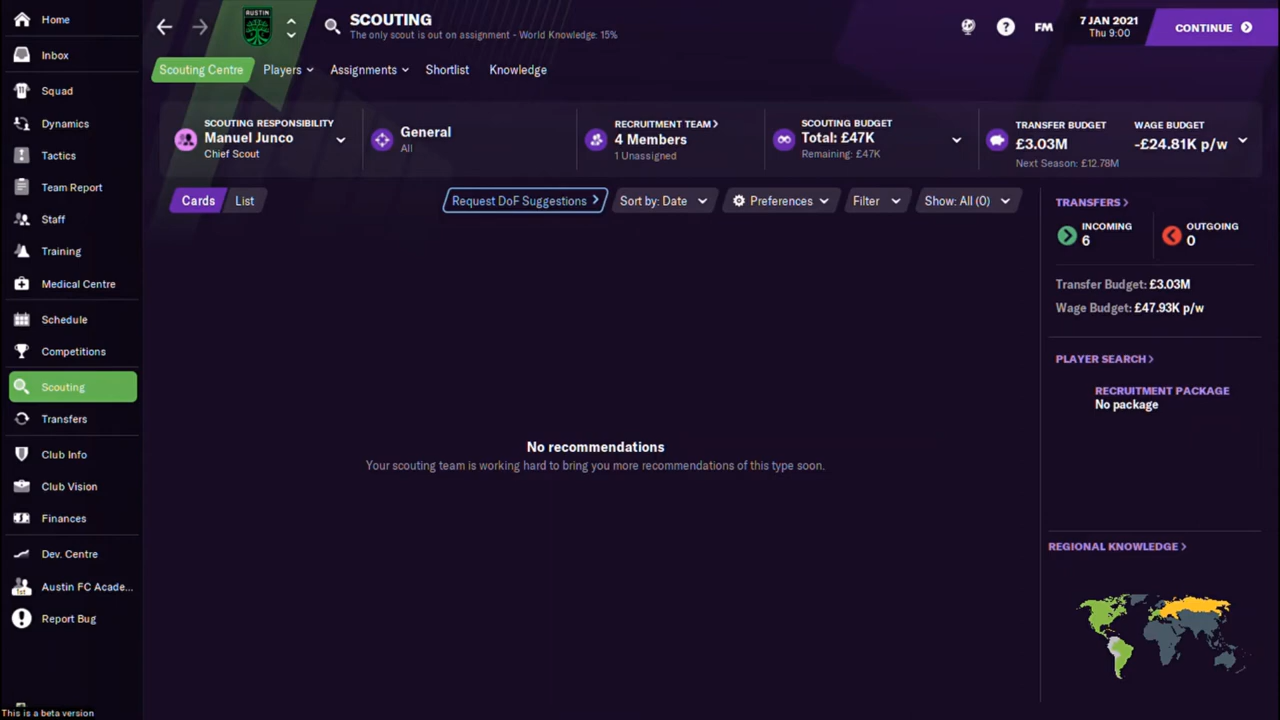 Home
Inbox
Squad
Dynamics
Tactics
Team Report
Staff
Training
Medical Centre
Schedule
Competitions
Scouting
Transfers
Club Info
Club Vision
Finances
Dev. Centre
1st
Austin FC Acade...
Report Bug
This is a beta version
AUSTIN
SCOUTING
The only scout is out on assignment - World Knowledge: 15%
?
FM
7 JAN 2021
Thu 9:00
CONTINUE
Scouting Centre
Players
Assignments
Shortlist
Knowledge
SCOUTING RESPONSIBILITY
Manuel Junco
Chief Scout
General
All
RECRUITMENT TEAM
4 Members
1 Unassigned
SCOUTING BUDGET
Total: £47K
Remaining: £47K
TRANSFER BUDGET
£3.03M
Next Season: £12.78M
WAGE BUDGET
-£24.81K p/w
Cards
List
Request DoF Suggestions
Sort by: Date
Preferences
Filter
Show: All (0)
No recommendations
Your scouting team is working hard to bring you more recommendations of this type soon.
TRANSFERS
INCOMING
6
OUTGOING
0
Transfer Budget: £3.03M
Wage Budget: £47.93K p/w
PLAYER SEARCH
RECRUITMENT PACKAGE
No package
REGIONAL KNOWLEDGE